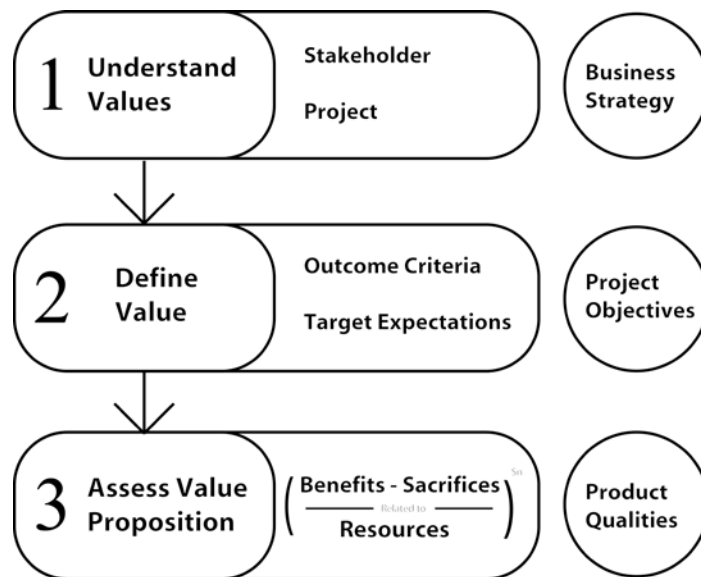 1 Understand Values
Stakeholder
Project
Business
Strategy
2 Define
Value
Outcome Criteria
Target Expectations
Project
Objectives
3 Assess Value
Proposition
Benefits - Sacrifices
Related to
Resources
Product
Qualities